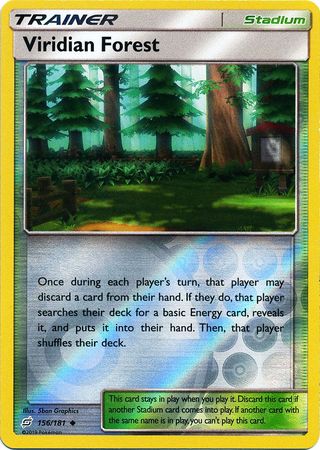 TRAINER
Stadium
Viridian Forest
Once during each player's turn, that player may
discard a card from their hand. If they do, that player
searches their deck for a basic Energy card, reveals
it, and puts it into their hand. Then, that player
shuffles their deck.
Illus. 5ban Graphics
156/181
©2019 Pokémon
This card stays in play when you play it. Discard this card if
another Stadium card comes into play. If another card with
the same name is in play, you can't play this card.